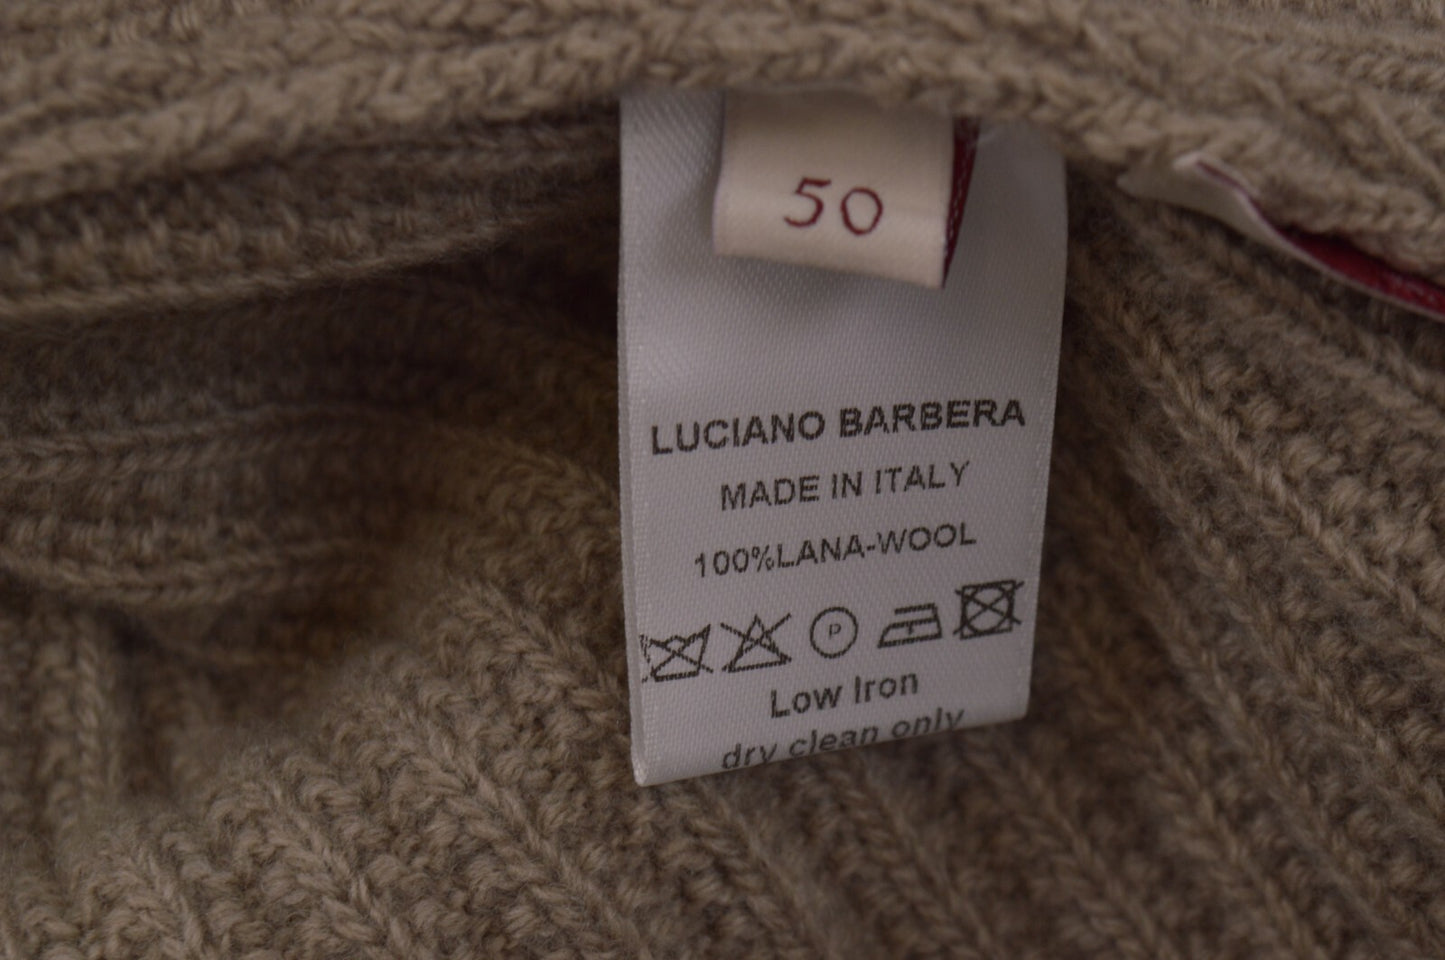 50
LUCIANO BARBERA
MADE IN ITALY
100%LANA-WOOL
P
Low Iron
dry clean only